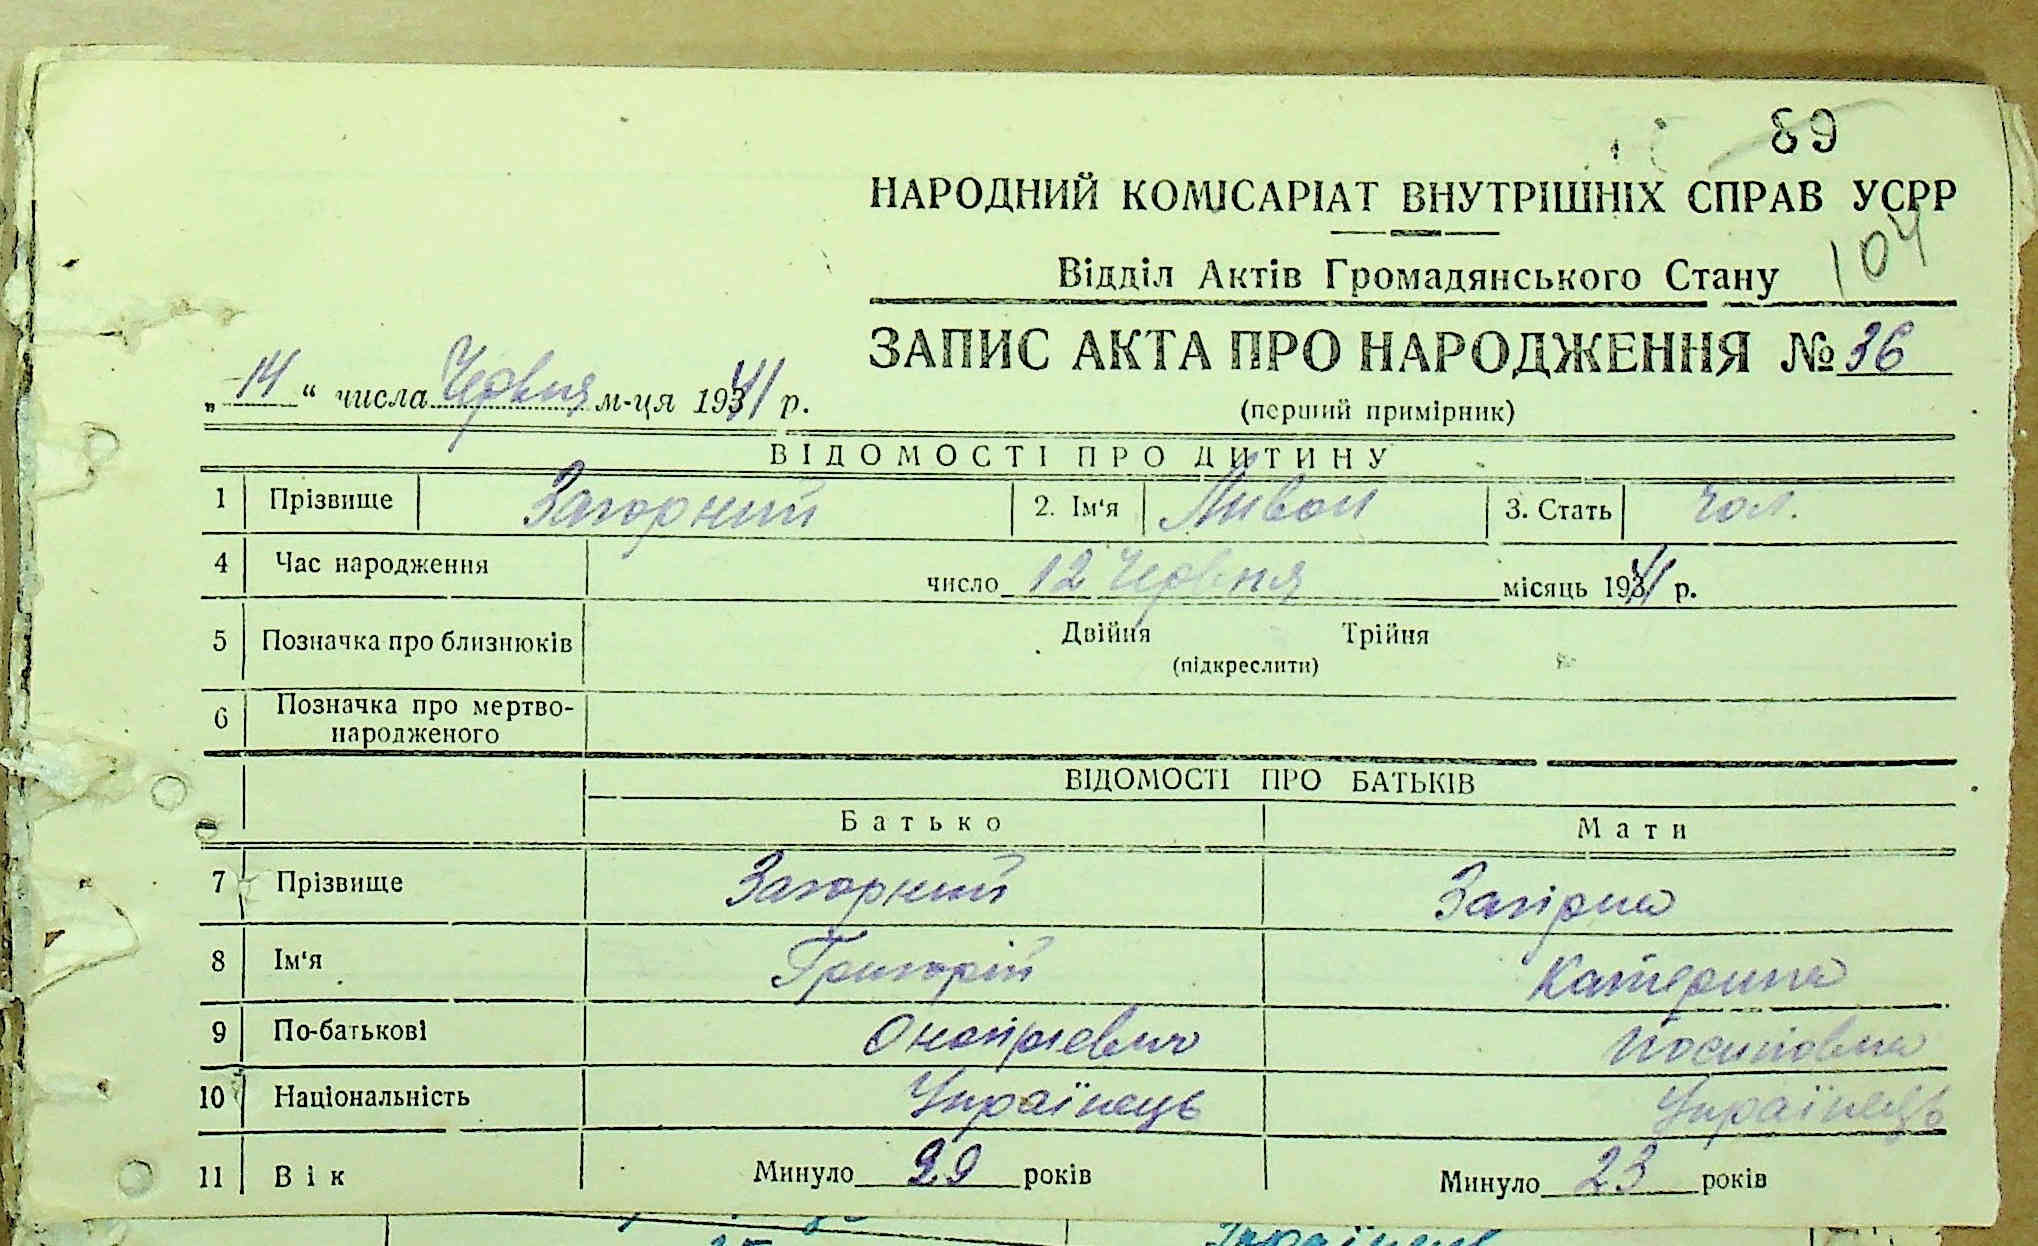 89
НАРОДНИЙ КОМІСАРІАТ ВНУТРІШНІХ СПРАВ УСРР
104
Відділ Актів Громадянського Стану
ЗАПИС АКТА ПРО НАРОДЖЕННЯ № 36
„14“ числа Червня м-ця 1941 р.
(перший примірник)
ВІДОМОСТІ ПРО ДИТИНУ
1 Прізвище Загорний 2. Ім'я 3. Стать чол.
4 Час народження число 12 Червня місяць 1941 р.
5 Позначка про близнюків Двійня Трійня
(підкреслити)
6 Позначка про мертво-
народженого
ВІДОМОСТІ ПРО БАТЬКІВ
Батько Мати
7 Прізвище Загорний Загірна
8 Ім'я Григорій Катерина
9 По-батькові Йосиповна
10 Національність Українець Українець
11 Вік Минуло 29 років Минуло 23 років